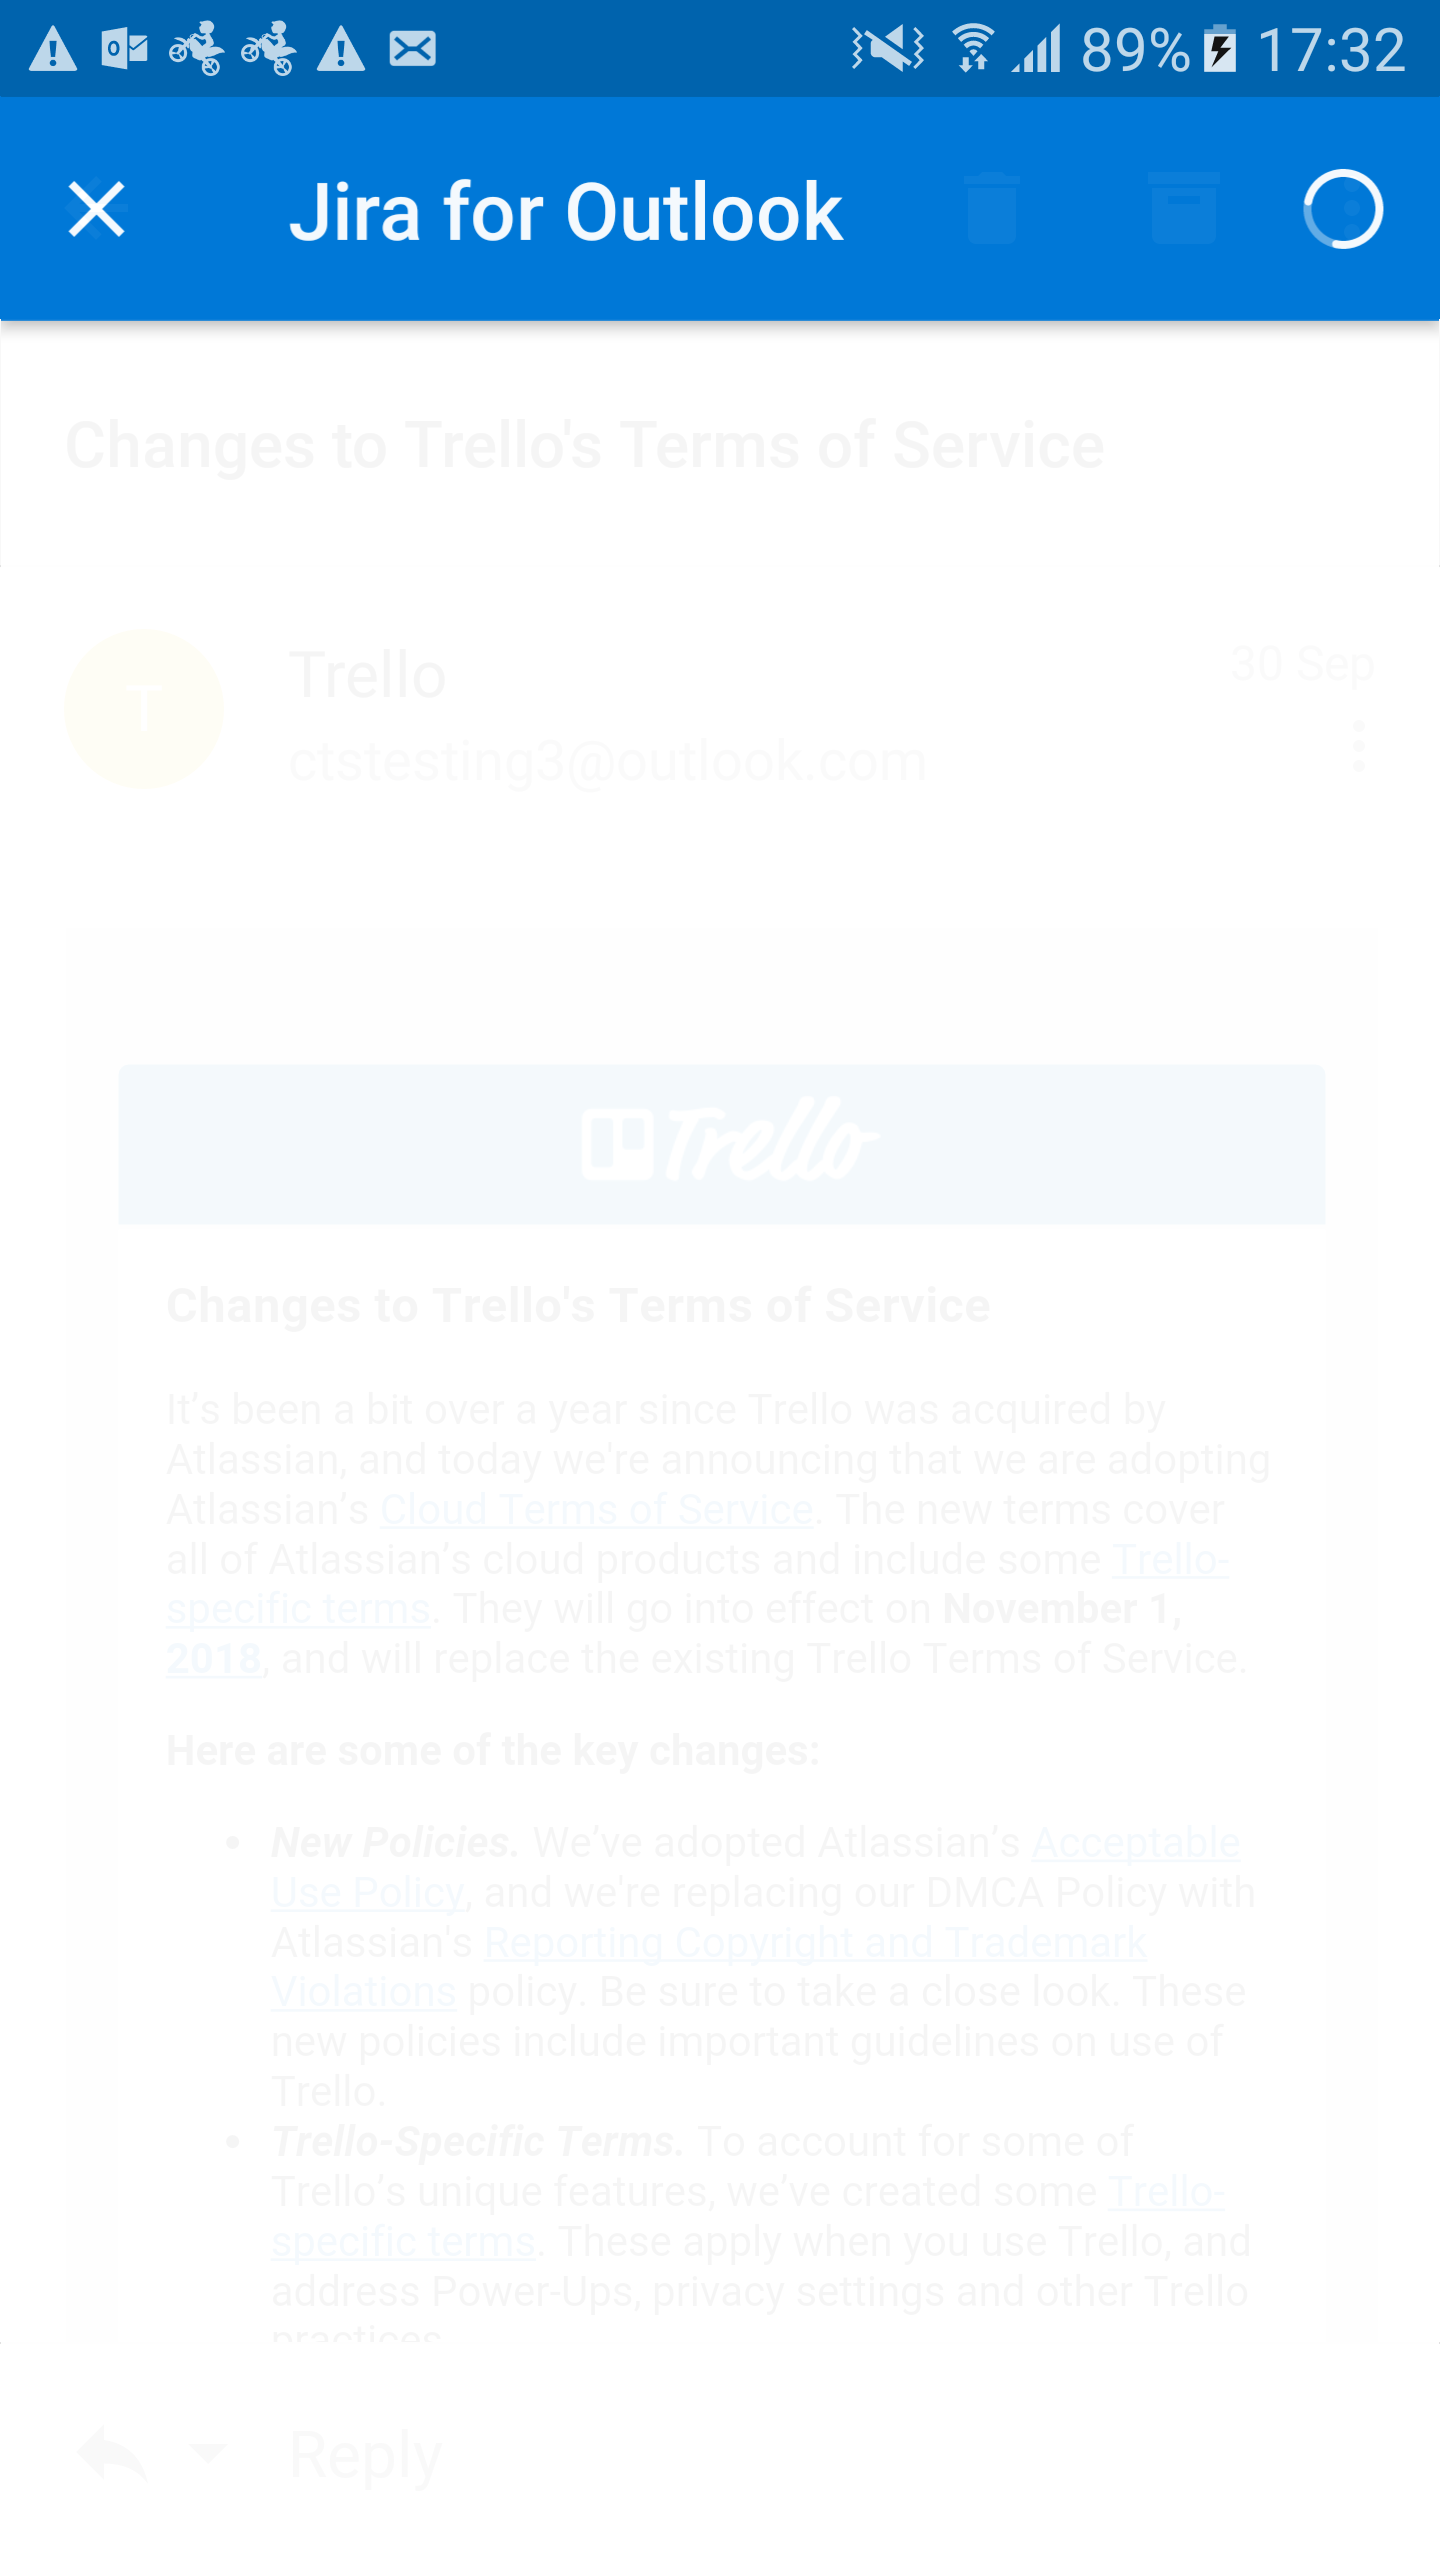 89% 17:32
Jira for Outlook
Changes to Trello's Terms of Service
T
Trello
30 Sep
ctstesting3@outlook.com
Trello
Changes to Trello's Terms of Service
It’s been a bit over a year since Trello was acquired by
Atlassian, and today we're announcing that we are adopting
Atlassian’s Cloud Terms of Service. The new terms cover
all of Atlassian’s cloud products and include some Trello-
specific terms. They will go into effect on November 1,
2018, and will replace the existing Trello Terms of Service.
Here are some of the key changes:
• New Policies. We’ve adopted Atlassian’s Acceptable
Use Policy, and we're replacing our DMCA Policy with
Atlassian's Reporting Copyright and Trademark
Violations policy. Be sure to take a close look. These
new policies include important guidelines on use of
Trello.
• Trello-Specific Terms. To account for some of
Trello’s unique features, we’ve created some Trello-
specific terms. These apply when you use Trello, and
address Power-Ups, privacy settings and other Trello
practices
Reply